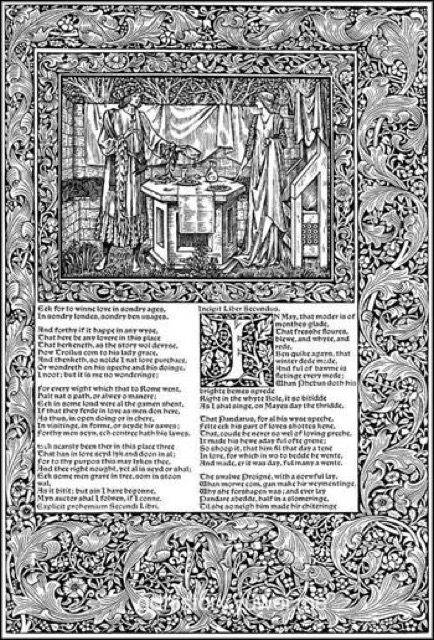 Eek for to winne love in sondry ages,
In sondry londes, sondry ben usages.
And forthy if it happe in any wyse,
That here be any lovere in this place
That herkeneth, as the story wol devyse,
How Troilus com to his lady grace,
And thenketh, so nolde I nat love purchace,
Or wondreth on his speche and his doinge,
I noot; but it is me no wonderinge;
For every wight which that to Rome went,
Halt nat o path, or alwey o manere;
Eek in som lond were al the gamen shent,
If that they ferde in love as men don here,
As thus, in open doing or in chere,
In visitinge, in forme, or seyde hir sawes;
Forthy men seyn, ech contree hath his lawes.
Eek scarsly been ther in this place three
That han in love seyd lyk and doon in al;
For to thy purpos this may lyken thee,
And thee right nought, yet al is seyd or shal;
Eek som men grave in tree, som in stoon
wal,
As it bitit; but sin I have begonne,
Myn auctor shal I folwen, if I conne.
Explicit prohemium Secundi Libri.
Incipit Liber Secundus.
IN May, that moder is of
monthes glade,
That fresshe floures,
blewe, and whyte, and
rede,
Ben quike agayn, that
winter dede made,
And ful of bawme is
fletinge every mede;
Whan Phebus doth his
brighte bemes sprede
Right in the whyte Bole, it so bitidde
As I shal singe, on Mayes day the thridde,
That Pandarus, for al his wyse speche,
Felte eek his part of loves shottes kene,
That, coude he never so wel of loving preche,
It made his hewe aday ful ofte grene;
So shoop it, that him fil that day a tene
In love, for which in wo to bedde he wente,
And made, er it was day, ful many a wente.
The swalwe Proigne, with a sorwful lay,
Whan morwe com, gan make hir weymentinge,
Why she forshapen was; and ever lay
Pandare abedde, half in a slomeringe,
Til she so neigh him made hir chiteringe